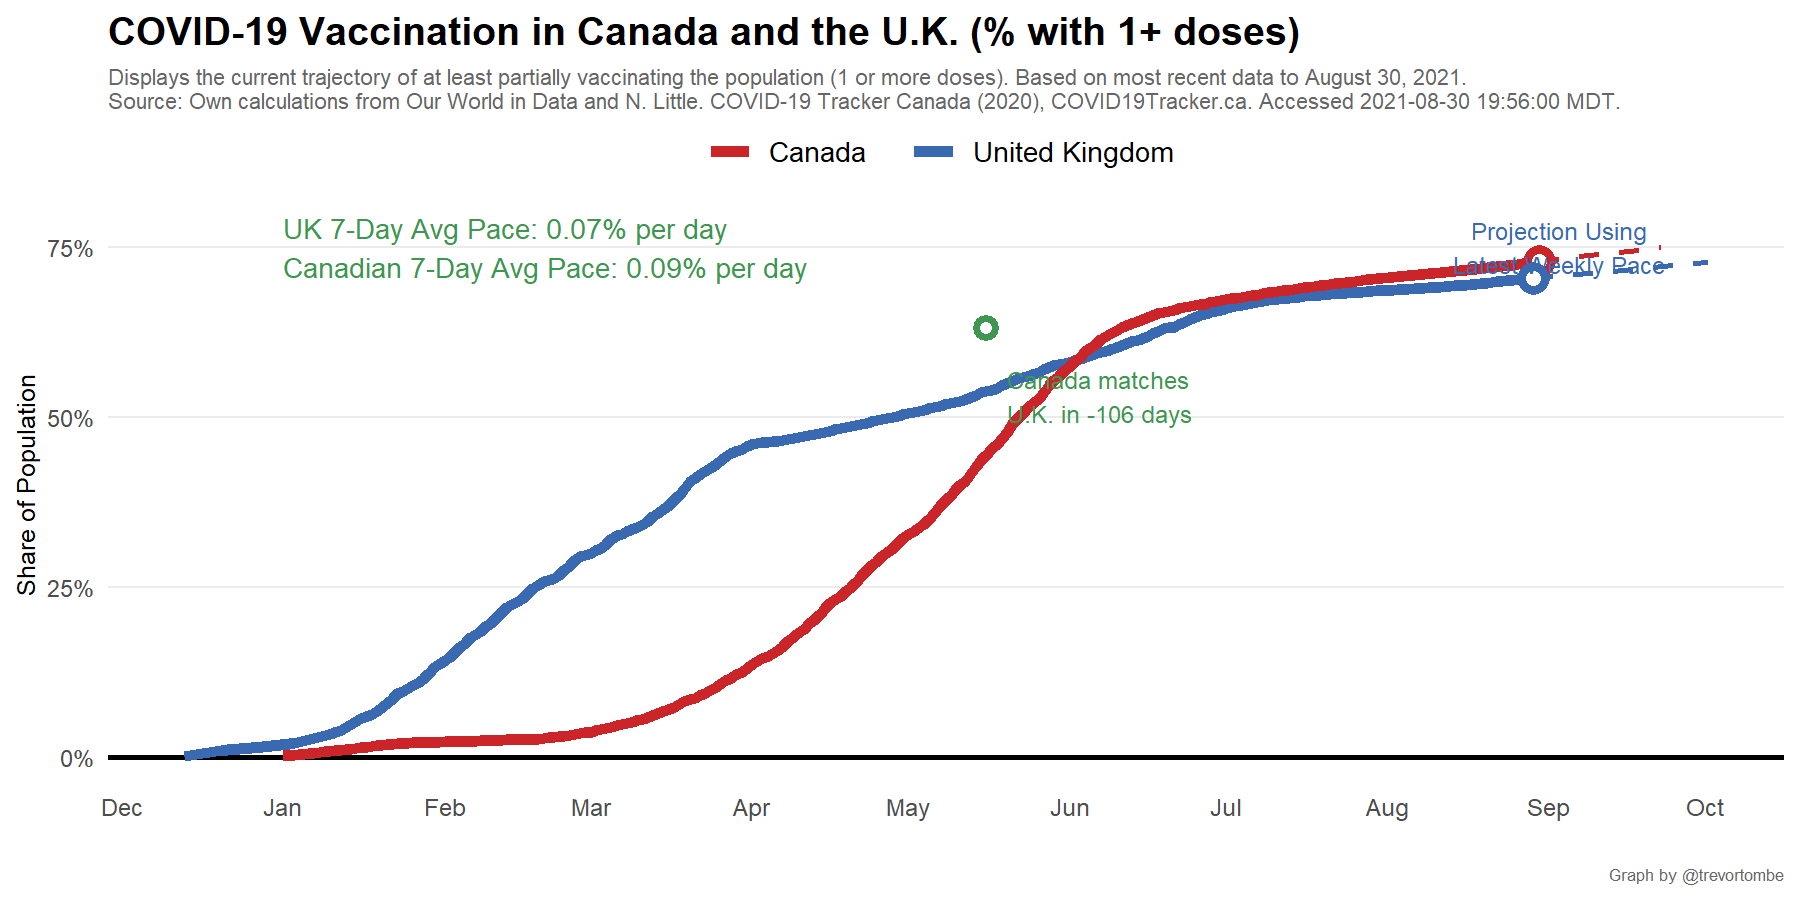 COVID-19 Vaccination in Canada and the U.K. (% with 1+ doses)
Displays the current trajectory of at least partially vaccinating the population (1 or more doses). Based on most recent data to August 30, 2021.
Source: Own calculations from Our World in Data and N. Little. COVID-19 Tracker Canada (2020), COVID19Tracker.ca. Accessed 2021-08-30 19:56:00 MDT.
Canada
United Kingdom
UK 7-Day Avg Pace: 0.07% per day
Canadian 7-Day Avg Pace: 0.09% per day
Projection Using
Latest Weekly Pace
Canada matches
U.K. in -106 days
Share of Population
75%
50%
25%
0%
Dec
Jan
Feb
Mar
Apr
May
Jun
Jul
Aug
Sep
Oct
Graph by @trevortombe